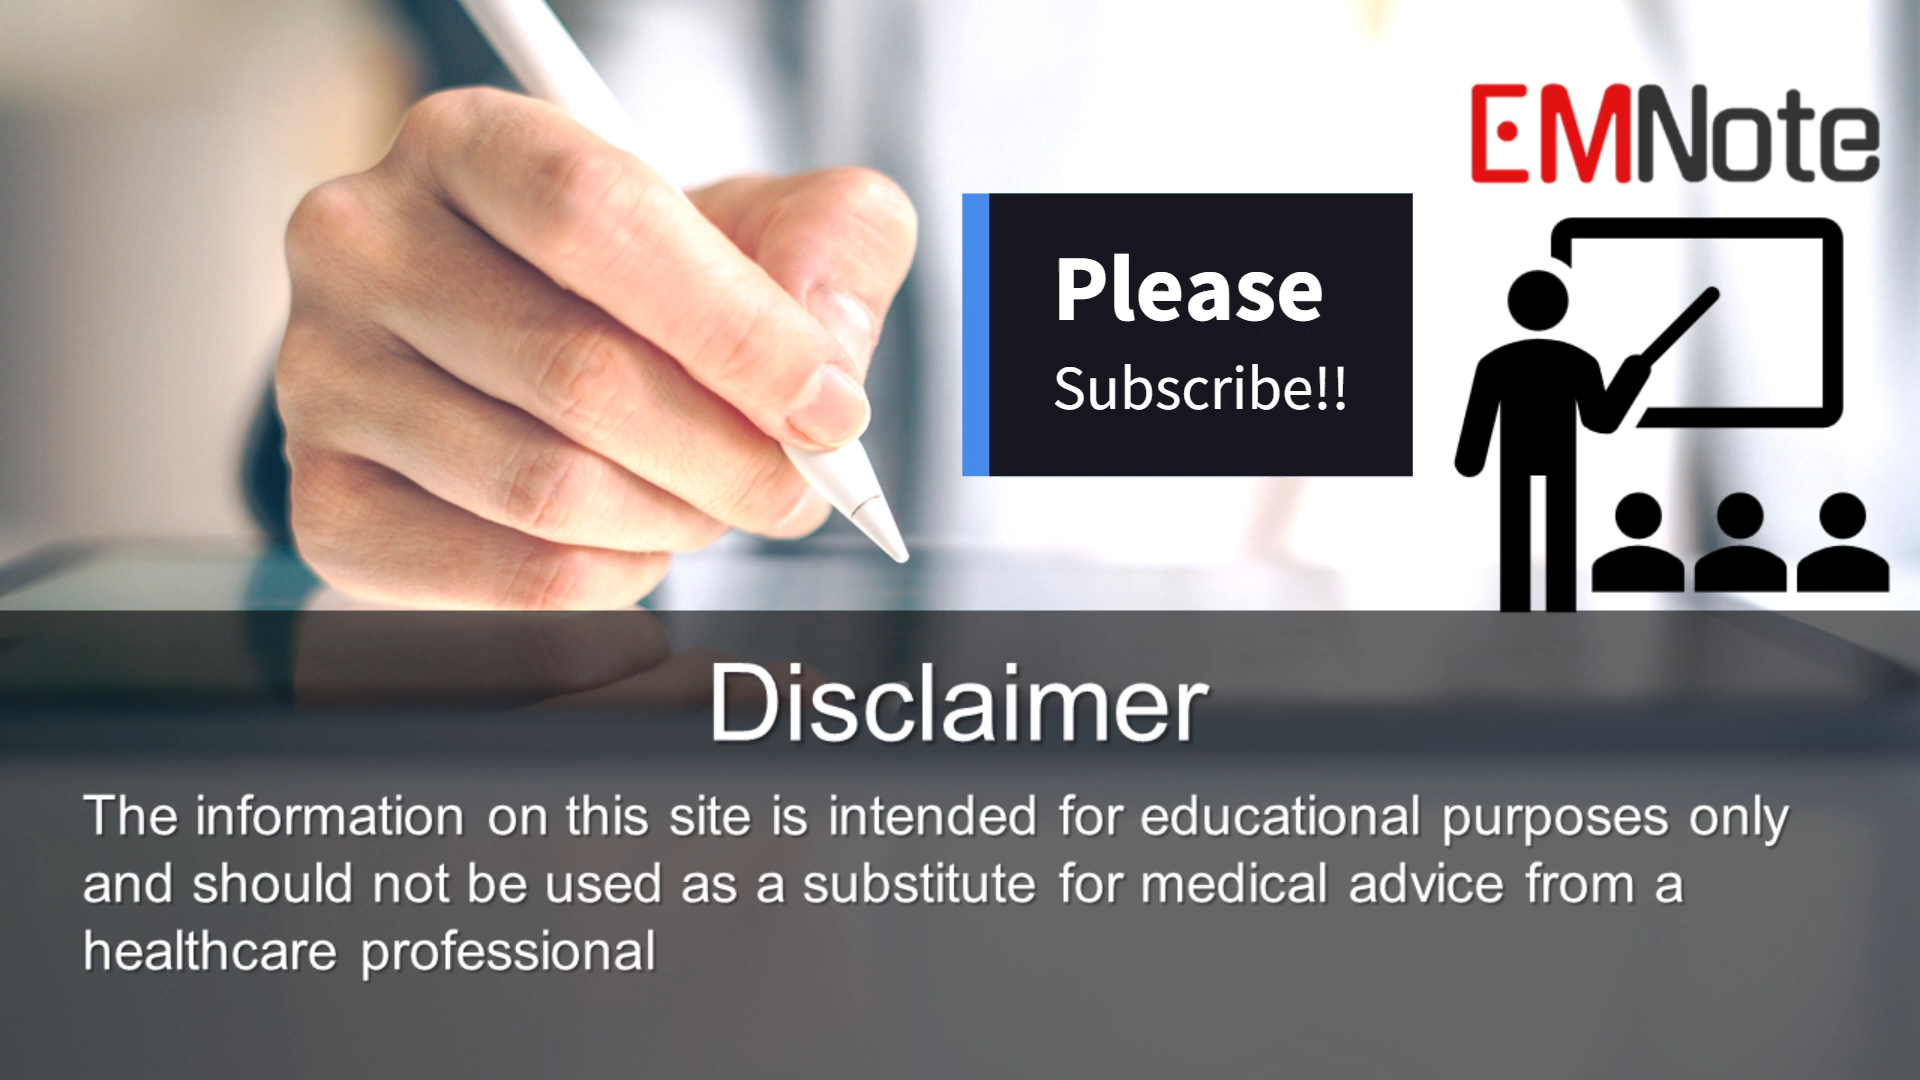 EMNote
Please
Subscribe!!
Disclaimer
The information on this site is intended for educational purposes only
and should not be used as a substitute for medical advice from a
healthcare professional